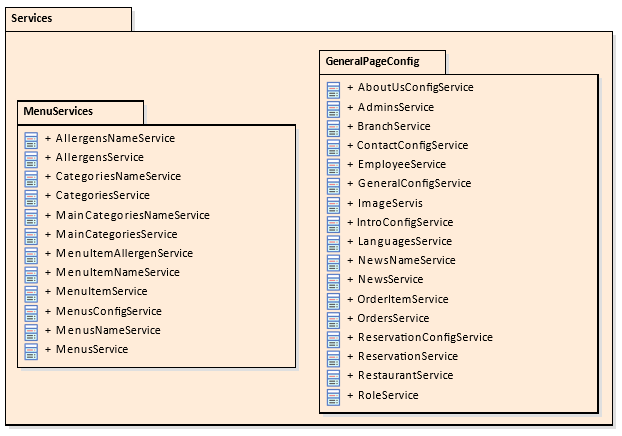 Services
MenuServices
+ AllergensNameService
+ AllergensService
+ CategoriesNameService
+ CategoriesService
+ MainCategoriesNameService
+ MainCategoriesService
+ MenuItemAllergenService
+ MenuItemNameService
+ MenuItemService
+ MenusConfigService
+ MenusNameService
+ MenusService
GeneralPageConfig
+ AboutUsConfigService
+ AdminsService
+ BranchService
+ ContactConfigService
+ EmployeeService
+ GeneralConfigService
+ ImageServis
+ IntroConfigService
+ LanguagesService
+ NewsNameService
+ NewsService
+ OrderItemService
+ OrdersService
+ ReservationConfigService
+ ReservationService
+ RestaurantService
+ RoleService